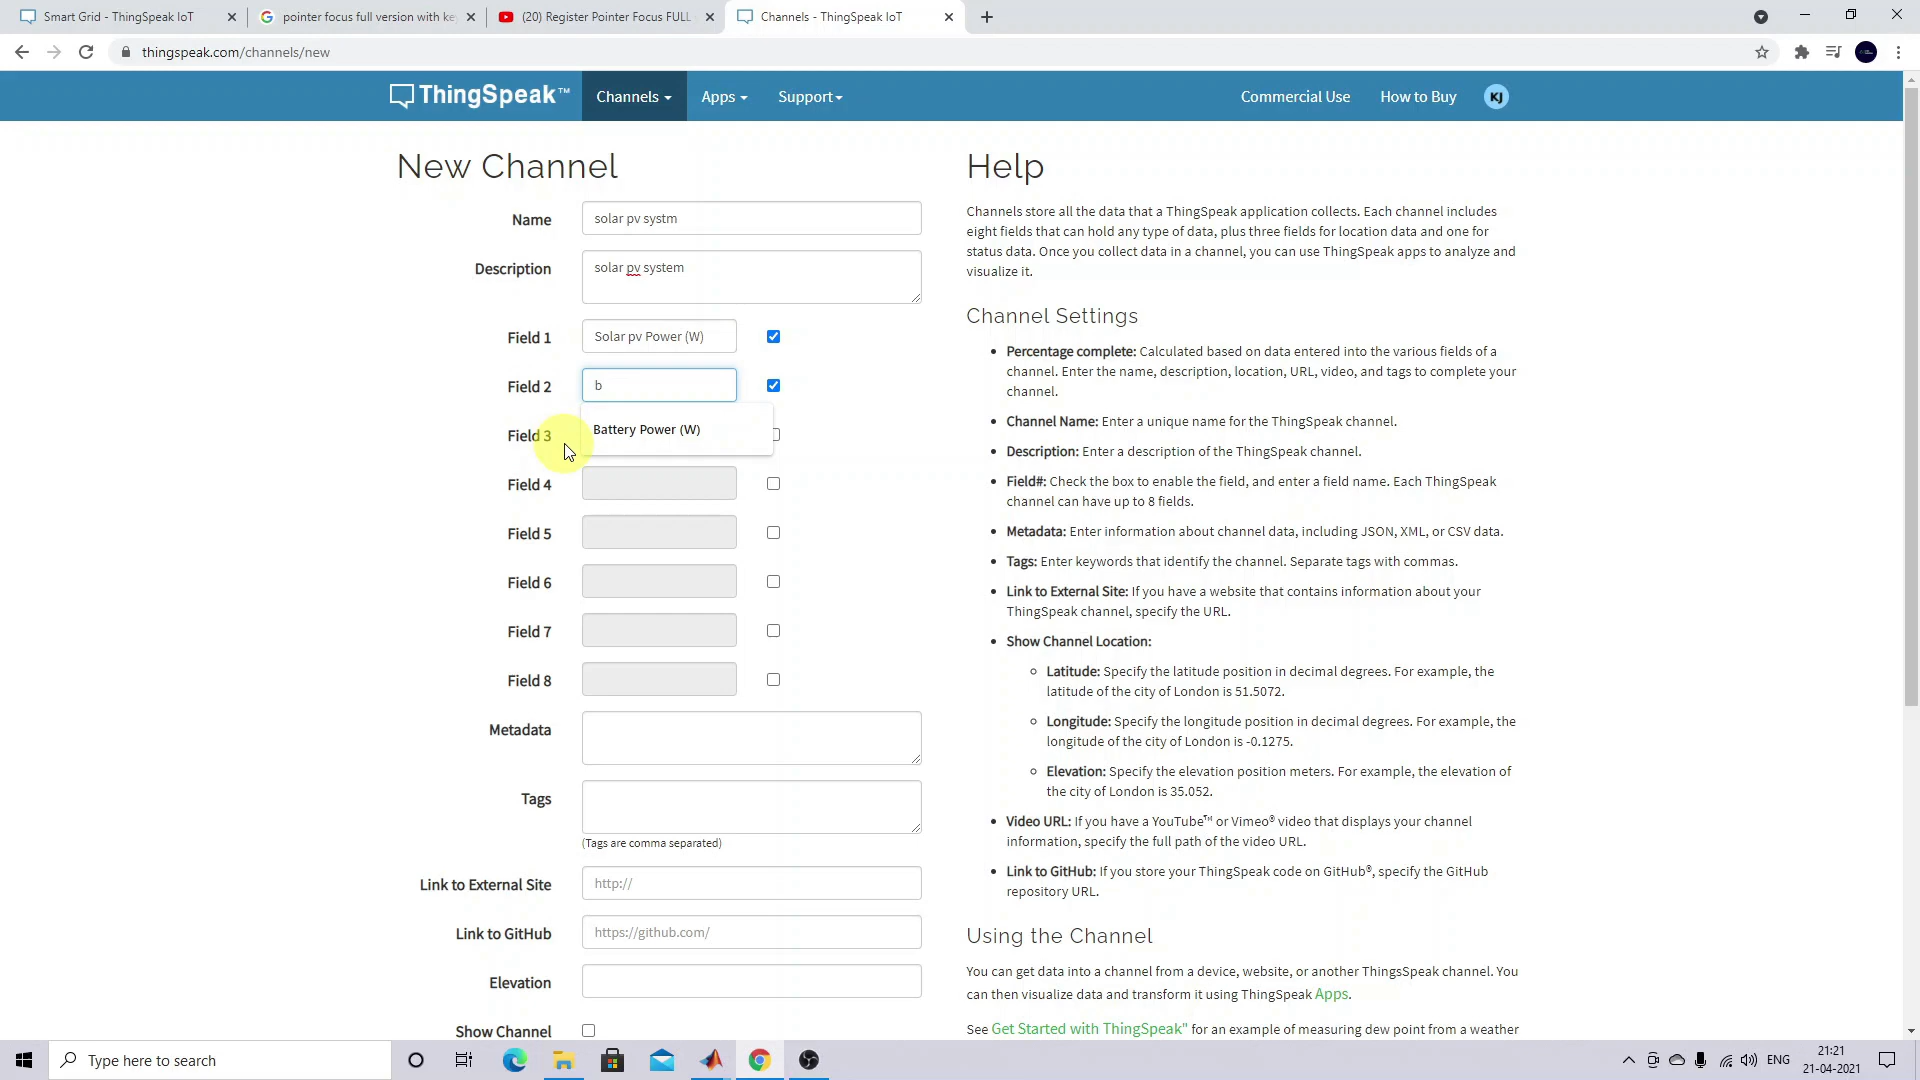 Smart Grid - ThingSpeak IoT
pointer focus full version with ke
(20) Register Pointer Focus FULL
Channels - ThingSpeak IoT
thingspeak.com/channels/new
ThingSpeak™
Channels
Apps
Support
Commercial Use
How to Buy
KJ
New Channel
Name
solar pv systm
Description
solar pv system
Field 1
Solar pv Power (W)
Field 2
b
Field 3
Battery Power (W)
Field 4
Field 5
Field 6
Field 7
Field 8
Metadata
Tags
(Tags are comma separated)
Link to External Site
http://
Link to GitHub
https://github.com/
Elevation
Show Channel
Help
Channels store all the data that a ThingSpeak application collects. Each channel includes
eight fields that can hold any type of data, plus three fields for location data and one for
status data. Once you collect data in a channel, you can use ThingSpeak apps to analyze and
visualize it.
Channel Settings
Percentage complete: Calculated based on data entered into the various fields of a
channel. Enter the name, description, location, URL, video, and tags to complete your
channel.
Channel Name: Enter a unique name for the ThingSpeak channel.
Description: Enter a description of the ThingSpeak channel.
Field#: Check the box to enable the field, and enter a field name. Each ThingSpeak
channel can have up to 8 fields.
Metadata: Enter information about channel data, including JSON, XML, or CSV data.
Tags: Enter keywords that identify the channel. Separate tags with commas.
Link to External Site: If you have a website that contains information about your
ThingSpeak channel, specify the URL.
Show Channel Location:
Latitude: Specify the latitude position in decimal degrees. For example, the
latitude of the city of London is 51.5072.
Longitude: Specify the longitude position in decimal degrees. For example, the
longitude of the city of London is -0.1275.
Elevation: Specify the elevation position meters. For example, the elevation of
the city of London is 35.052.
Video URL: If you have a YouTube™ or Vimeo® video that displays your channel
information, specify the full path of the video URL.
Link to GitHub: If you store your ThingSpeak code on GitHub®, specify the GitHub
repository URL.
Using the Channel
You can get data into a channel from a device, website, or another ThingsSpeak channel. You
can then visualize data and transform it using ThingSpeak Apps.
See Get Started with ThingSpeak" for an example of measuring dew point from a weather
Type here to search
ENG
21:21
21-04-2021